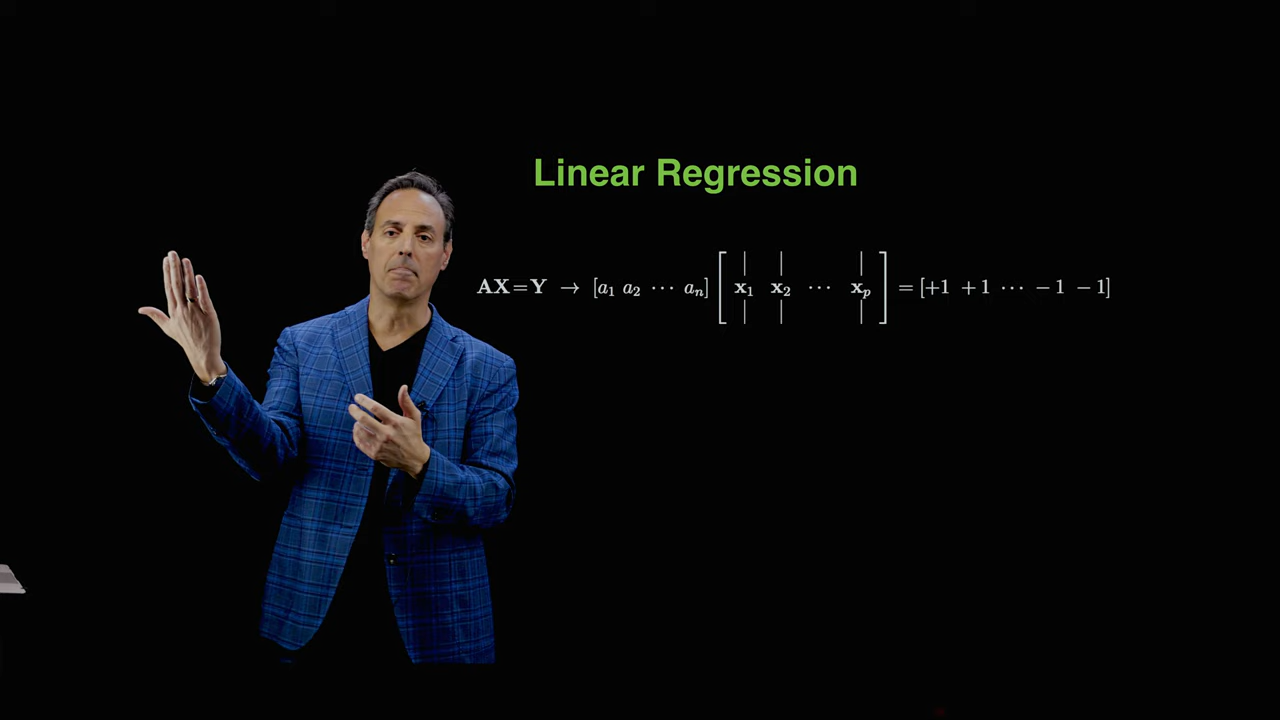 Linear Regression
AX=Y → [a₁ a₂ ⋯ aₙ] [x₁ x₂ ⋯ xₚ] = [+1 +1 ⋯ −1 −1]